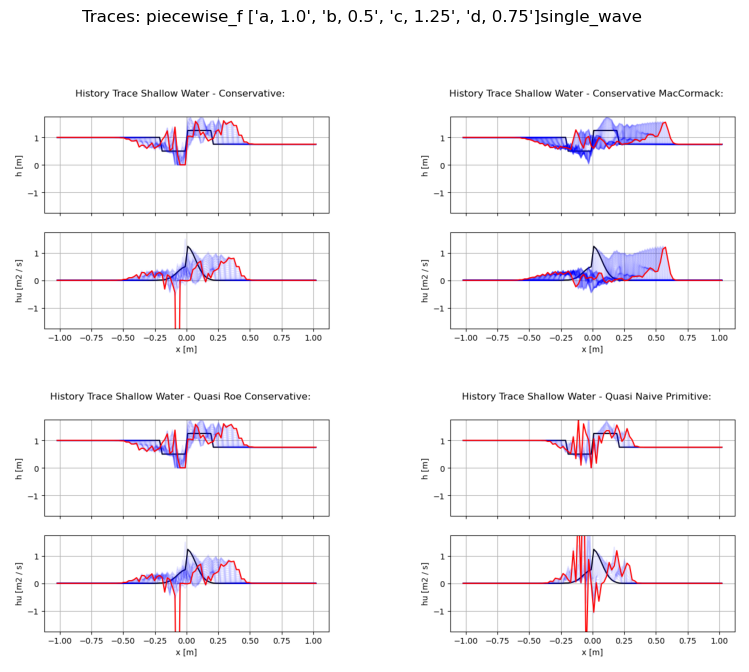 Traces: piecewise_f ['a, 1.0', 'b, 0.5', 'c, 1.25', 'd, 0.75']single_wave
History Trace Shallow Water - Conservative:
1
0
−1
h [m]
1
0
−1
hu [m2 / s]
−1.00 −0.75 −0.50 −0.25 0.00 0.25 0.50 0.75 1.00
x [m]
History Trace Shallow Water - Conservative MacCormack:
1
0
−1
h [m]
1
0
−1
hu [m2 / s]
−1.00 −0.75 −0.50 −0.25 0.00 0.25 0.50 0.75 1.00
x [m]
History Trace Shallow Water - Quasi Roe Conservative:
1
0
−1
h [m]
1
0
−1
hu [m2 / s]
−1.00 −0.75 −0.50 −0.25 0.00 0.25 0.50 0.75 1.00
x [m]
History Trace Shallow Water - Quasi Naive Primitive:
1
0
−1
h [m]
1
0
−1
hu [m2 / s]
−1.00 −0.75 −0.50 −0.25 0.00 0.25 0.50 0.75 1.00
x [m]